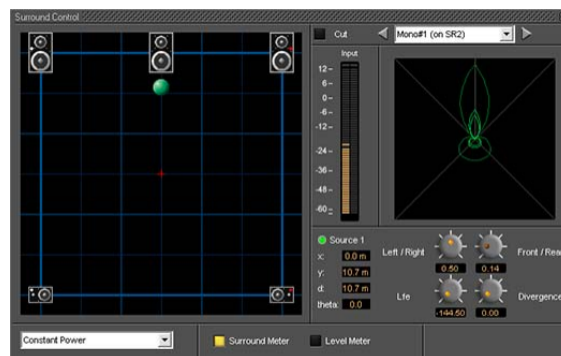 Surround Control
Cut
Mono#1 (on SR2)
Input
12
6
0
-6
-12
-24
-36
-48
-60
Source 1
x: 0.0 m
y: 10.7 m
d: 10.7 m
theta: 0.0
Left / Right
0.50
0.14
Front / Rea
Lfe
-144.50
0.00
Divergence
Constant Power
Surround Meter
Level Meter